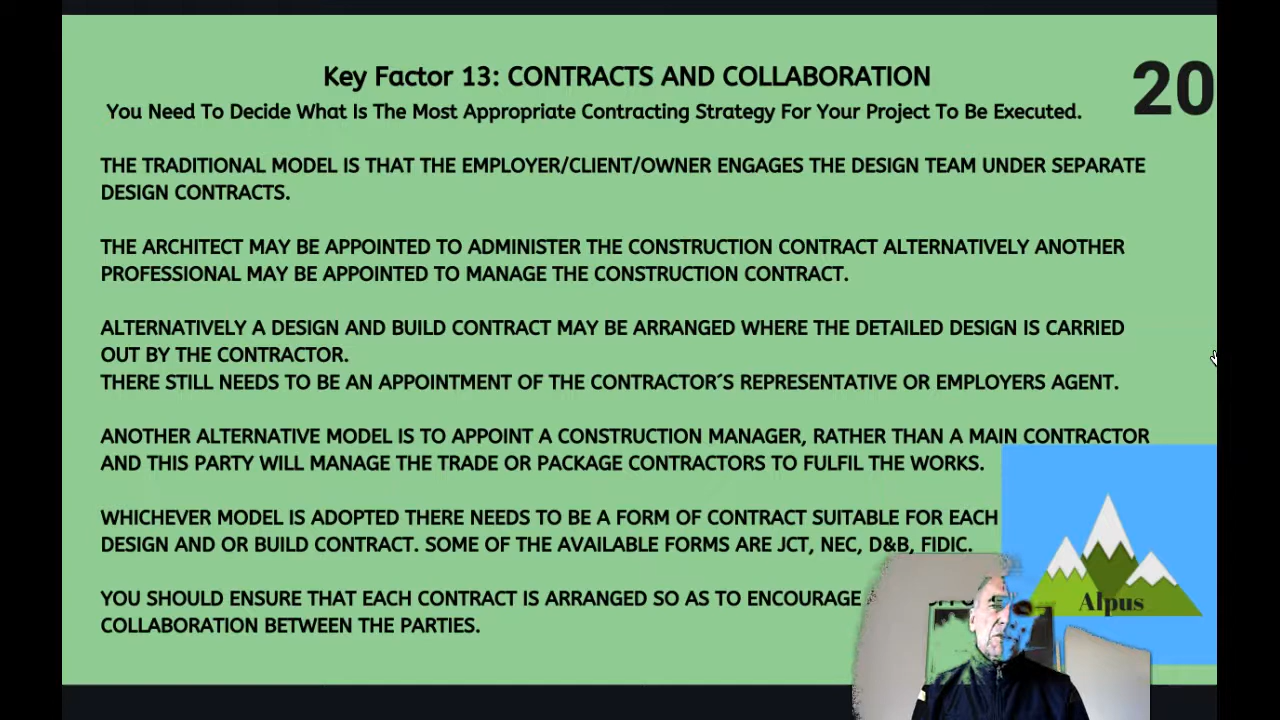 Key Factor 13: CONTRACTS AND COLLABORATION
20
You Need To Decide What Is The Most Appropriate Contracting Strategy For Your Project To Be Executed.
THE TRADITIONAL MODEL IS THAT THE EMPLOYER/CLIENT/OWNER ENGAGES THE DESIGN TEAM UNDER SEPARATE
DESIGN CONTRACTS.
THE ARCHITECT MAY BE APPOINTED TO ADMINISTER THE CONSTRUCTION CONTRACT ALTERNATIVELY ANOTHER
PROFESSIONAL MAY BE APPOINTED TO MANAGE THE CONSTRUCTION CONTRACT.
ALTERNATIVELY A DESIGN AND BUILD CONTRACT MAY BE ARRANGED WHERE THE DETAILED DESIGN IS CARRIED
OUT BY THE CONTRACTOR.
THERE STILL NEEDS TO BE AN APPOINTMENT OF THE CONTRACTOR´S REPRESENTATIVE OR EMPLOYERS AGENT.
ANOTHER ALTERNATIVE MODEL IS TO APPOINT A CONSTRUCTION MANAGER, RATHER THAN A MAIN CONTRACTOR
AND THIS PARTY WILL MANAGE THE TRADE OR PACKAGE CONTRACTORS TO FULFIL THE WORKS.
WHICHEVER MODEL IS ADOPTED THERE NEEDS TO BE A FORM OF CONTRACT SUITABLE FOR EACH
DESIGN AND OR BUILD CONTRACT. SOME OF THE AVAILABLE FORMS ARE JCT, NEC, D&B, FIDIC.
YOU SHOULD ENSURE THAT EACH CONTRACT IS ARRANGED SO AS TO ENCOURAGE
COLLABORATION BETWEEN THE PARTIES.
Alpus